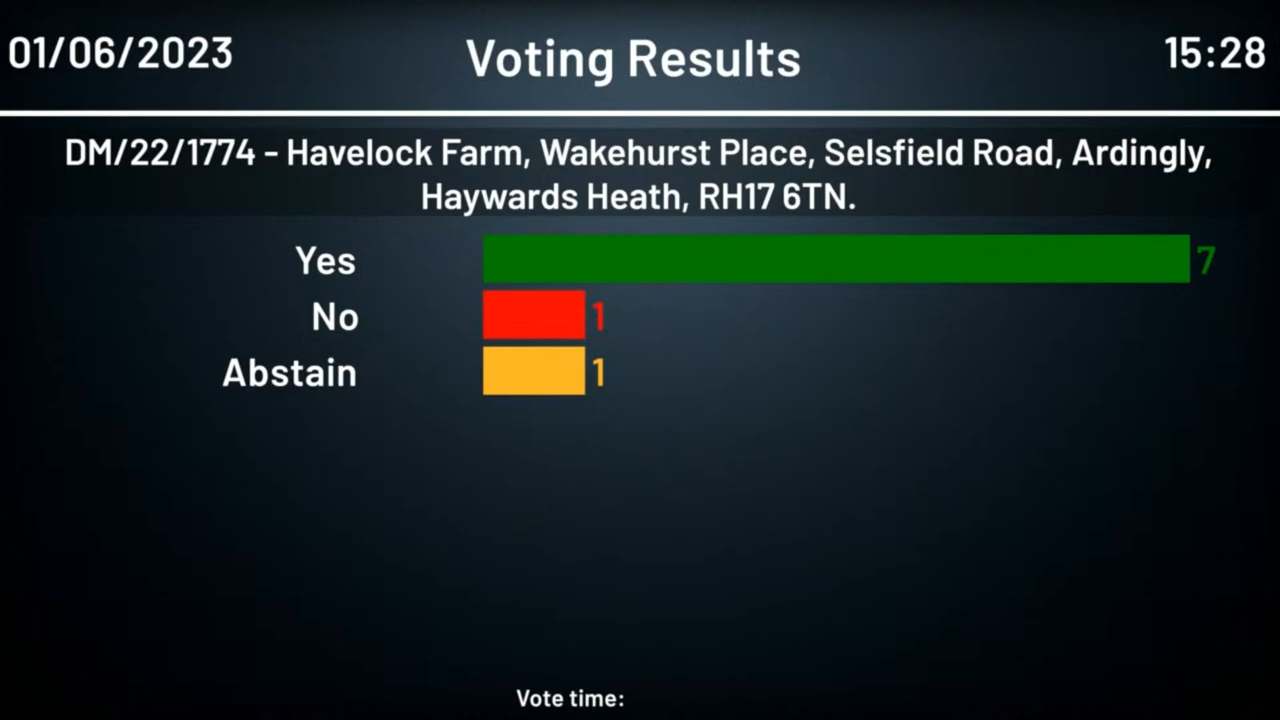 01/06/2023 Voting Results 15:28
DM/22/1774 - Havelock Farm, Wakehurst Place, Selsfield Road, Ardingly,
Haywards Heath, RH17 6TN.
Yes 7
No 1
Abstain 1
Vote time: